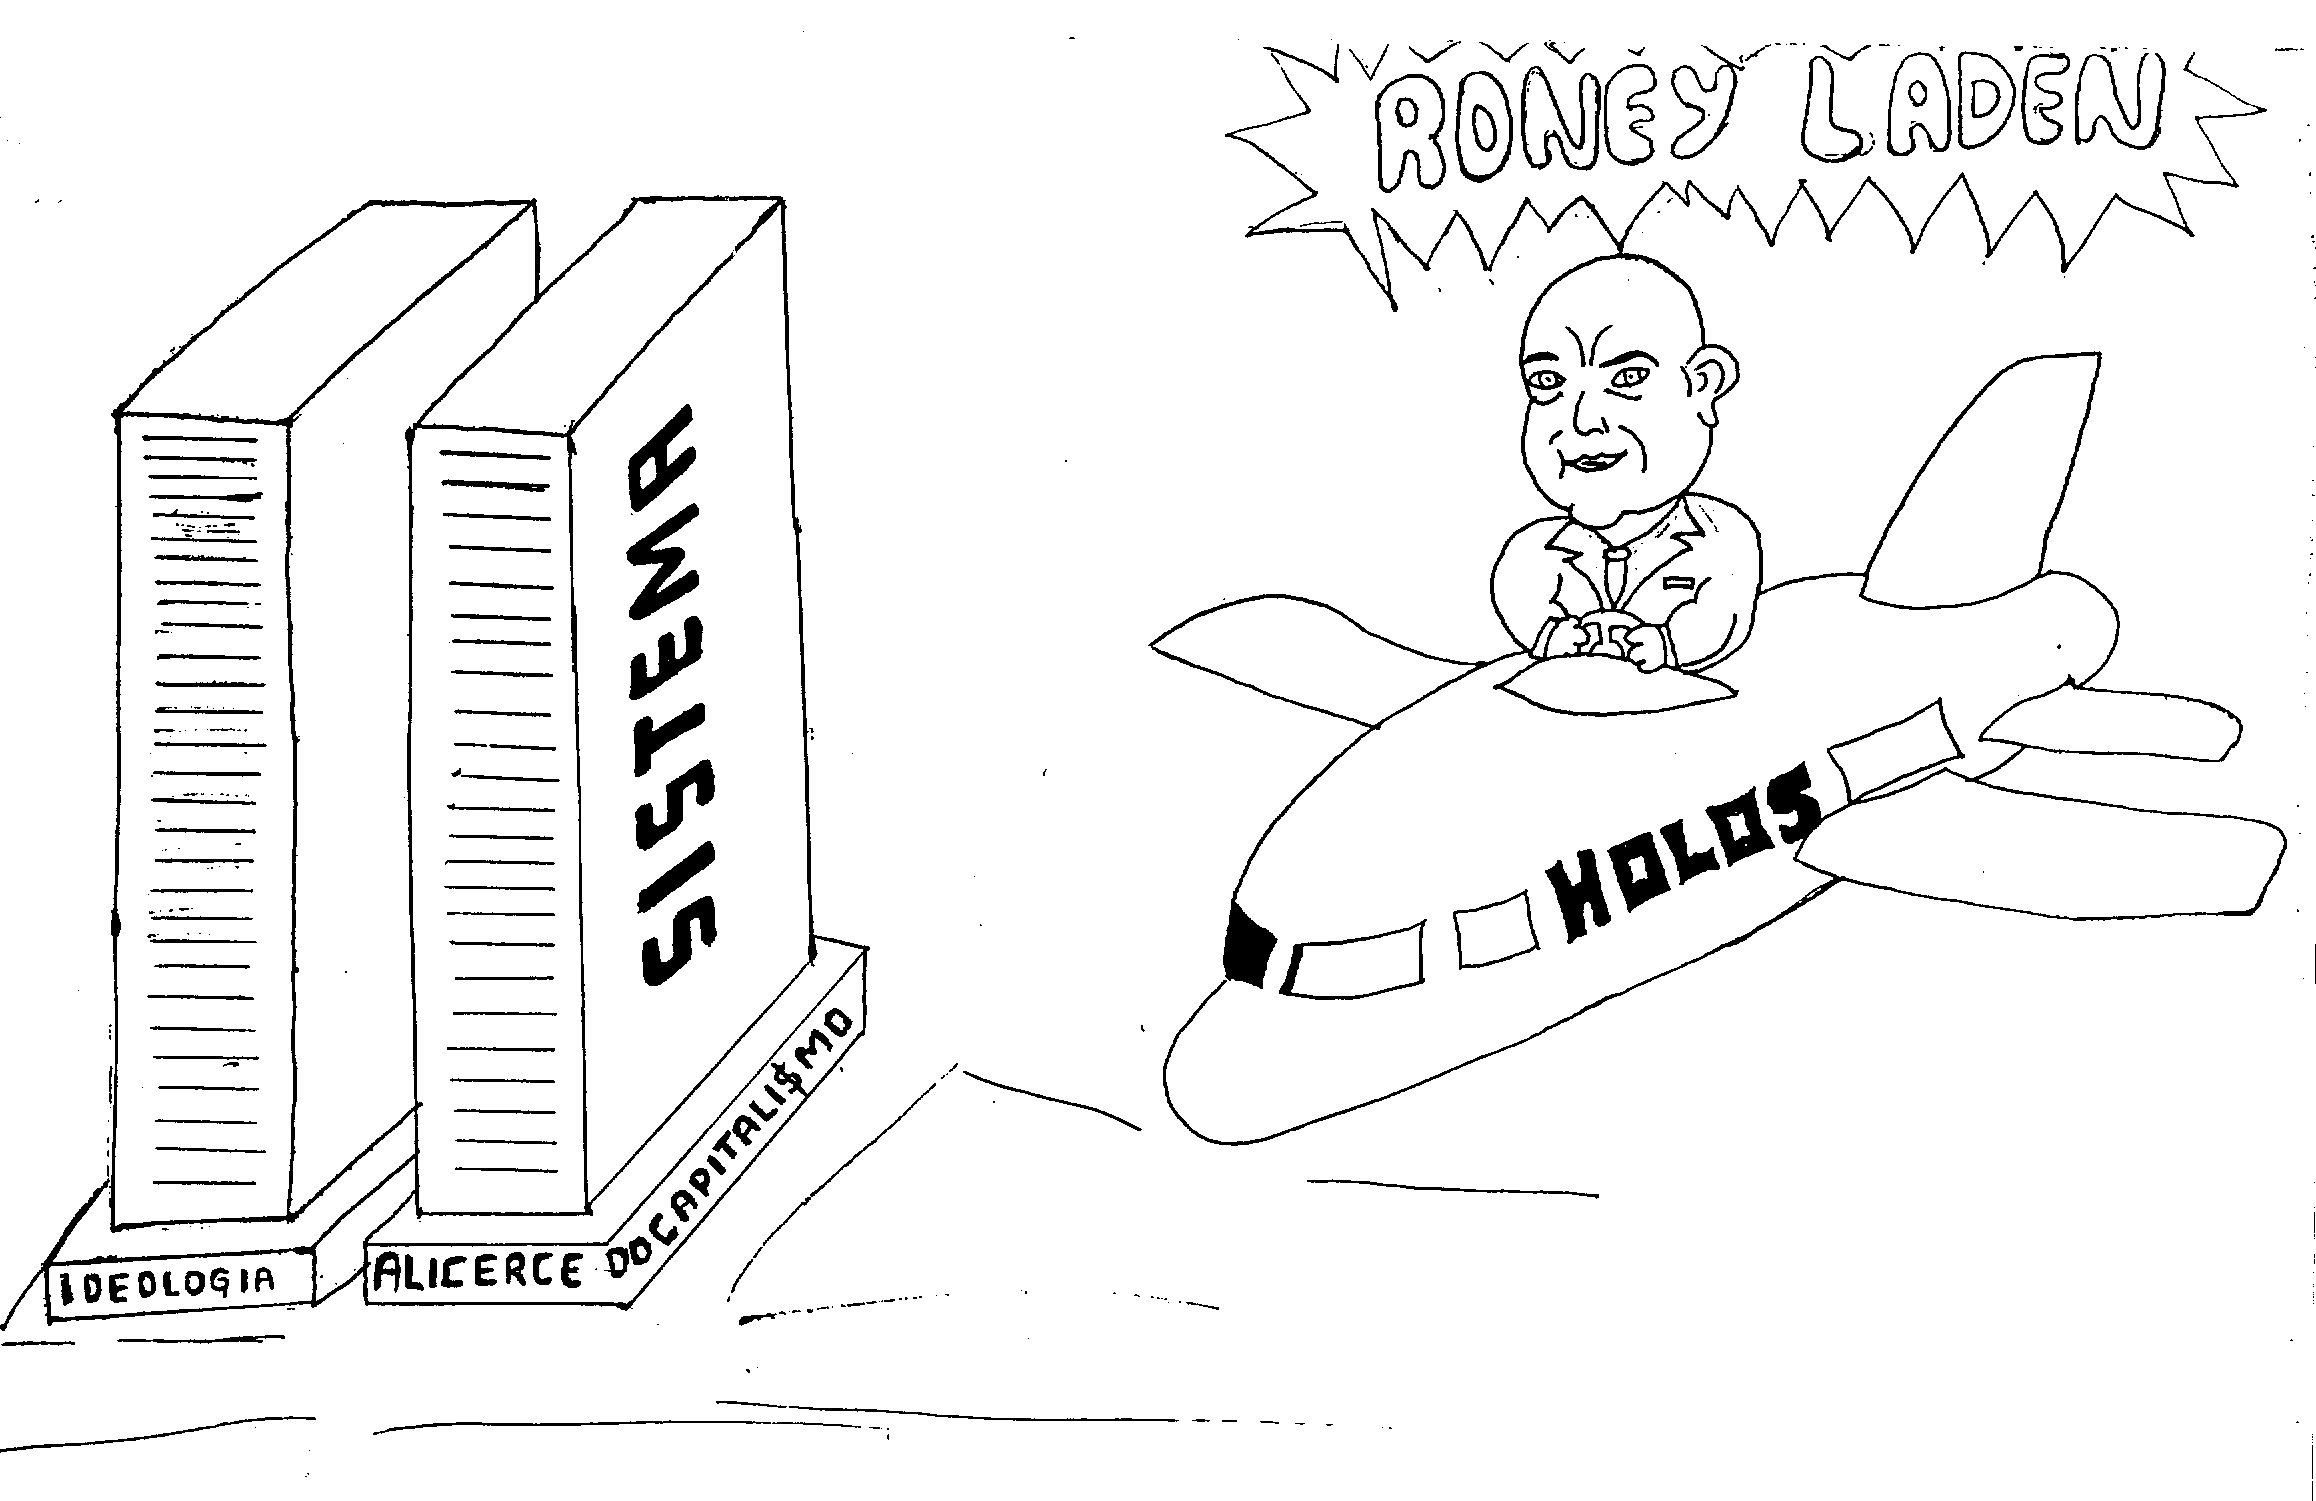 RONEY LADEN
SISTEMA
HOLOS
IDEOLOGIA
ALICERCE DO CAPITALI$MO